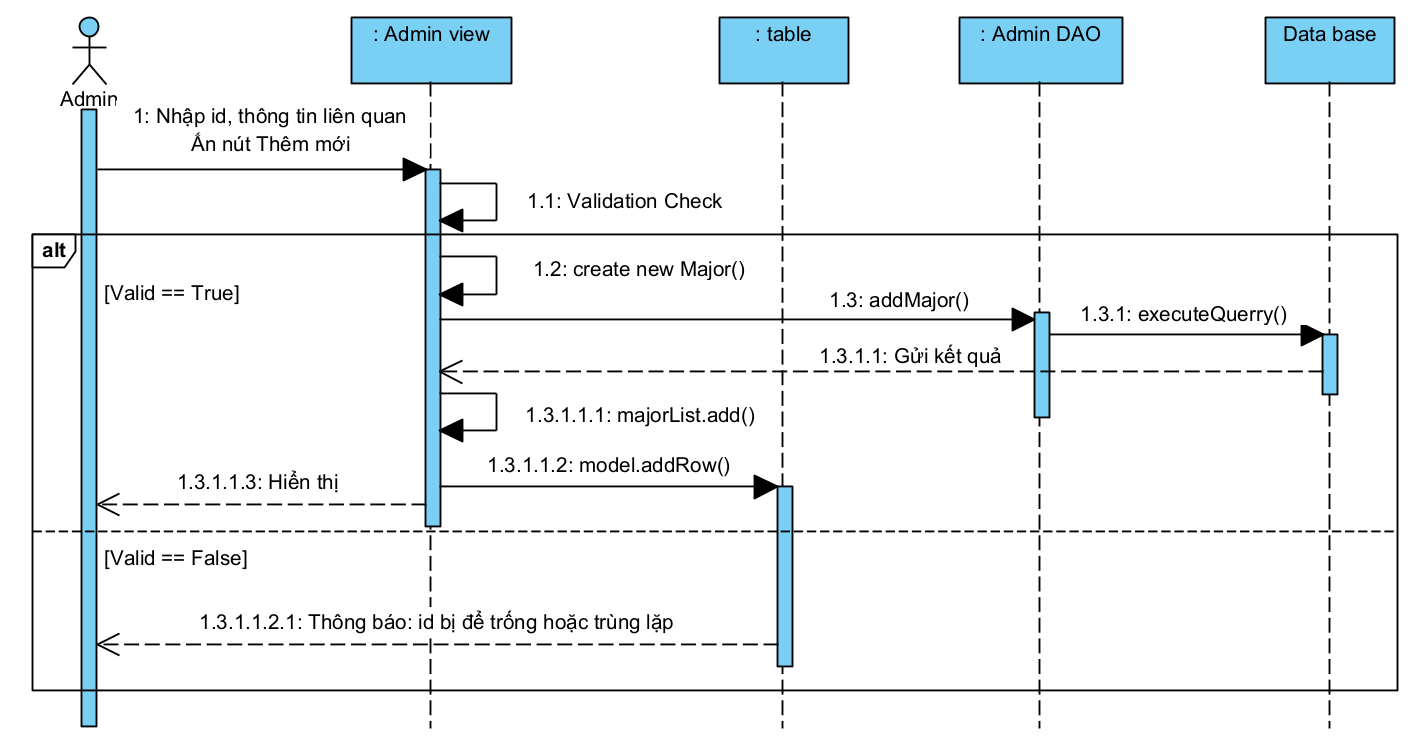 : Admin view
: table
: Admin DAO
Data base
Admin
1: Nhập id, thông tin liên quan
Ấn nút Thêm mới
1.1: Validation Check
alt
1.2: create new Major()
[Valid == True]
1.3: addMajor()
1.3.1: executeQuerry()
1.3.1.1: Gửi kết quả
1.3.1.1.1: majorList.add()
1.3.1.1.2: model.addRow()
1.3.1.1.3: Hiển thị
[Valid == False]
1.3.1.1.2.1: Thông báo: id bị để trống hoặc trùng lặp